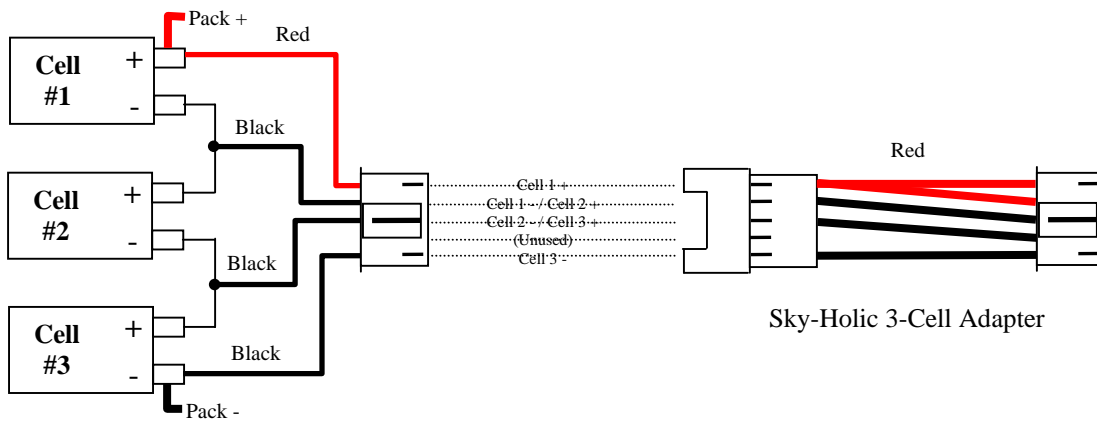 Pack +
Red
Cell
#1
+
-
Black
Cell
#2
+
-
Black
Cell
#3
+
-
Black
Pack -
Cell 1 +
Cell 1 - / Cell 2 +
Cell 2 - / Cell 3 +
(Unused)
Cell 3 -
Red
Sky-Holic 3-Cell Adapter